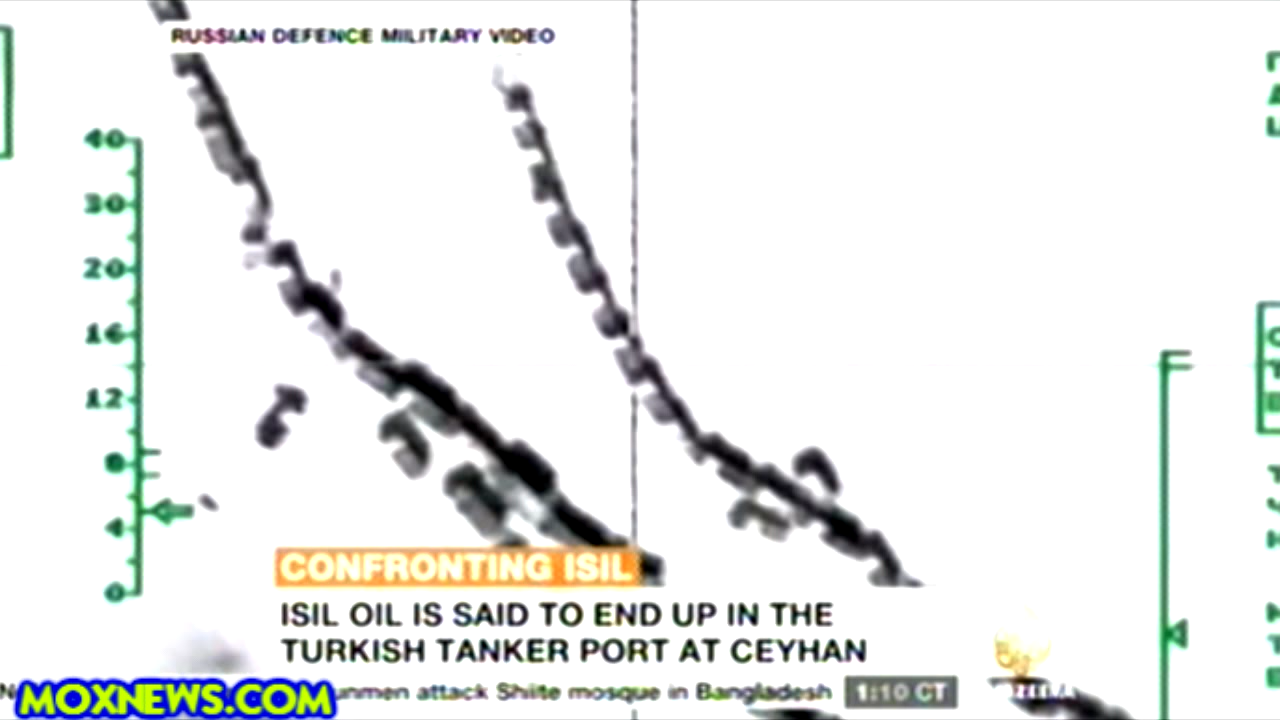 RUSSIAN DEFENCE MILITARY VIDEO
40
30
20
16
12
8
4
0
CONFRONTING ISIL
ISIL OIL IS SAID TO END UP IN THE
TURKISH TANKER PORT AT CEYHAN
unmen attack Shiite mosque in Bangladesh 1:10 CT
MOXNEWS.COM